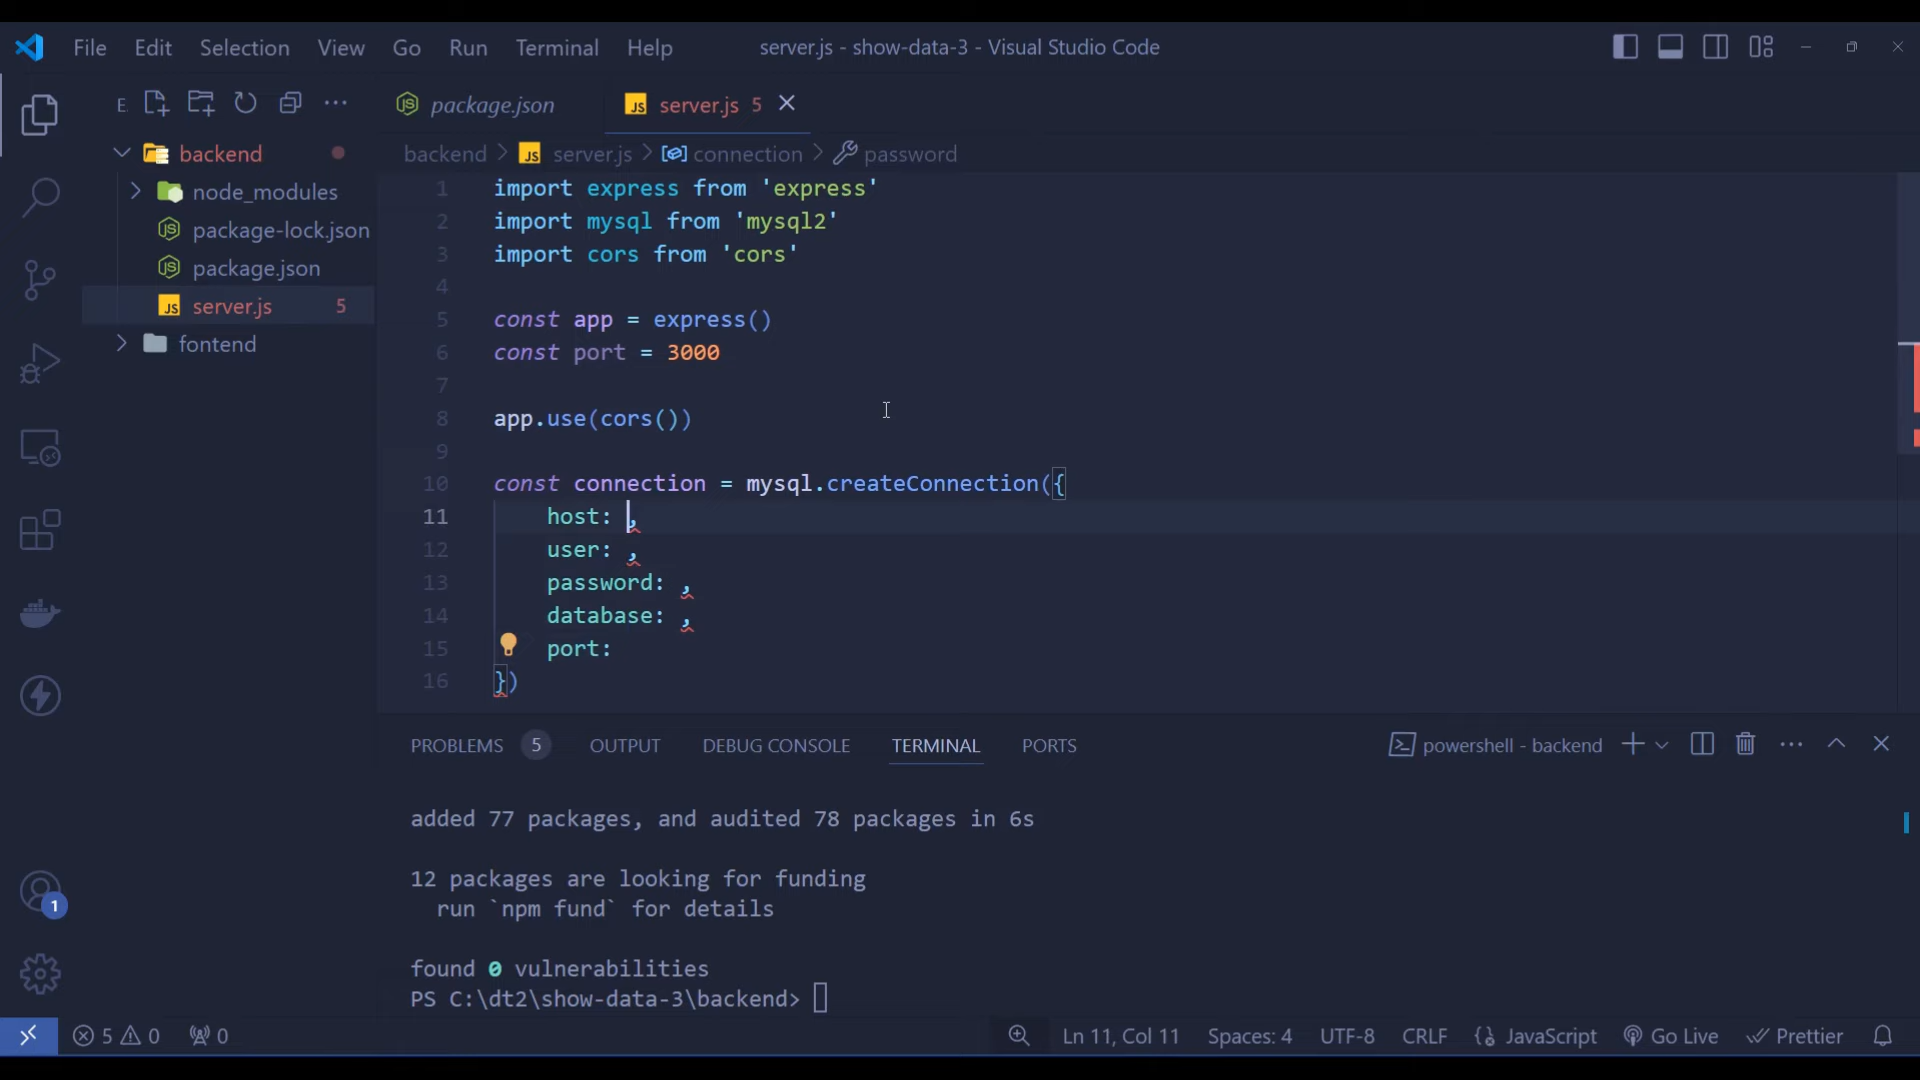 File Edit Selection View Go Run Terminal Help server.js - show-data-3 - Visual Studio Code
E.
backend
node_modules
package-lock.json
package.json
server.js 5
fontend
package.json server.js 5
backend > server.js > connection > password
1 import express from 'express'
2 import mysql from 'mysql2'
3 import cors from 'cors'
4
5 const app = express()
6 const port = 3000
7
8 app.use(cors())
9
10 const connection = mysql.createConnection({
11 host: ,
12 user: ,
13 password: ,
14 database: ,
15 port:
16 })
PROBLEMS 5 OUTPUT DEBUG CONSOLE TERMINAL PORTS powershell - backend
added 77 packages, and audited 78 packages in 6s
12 packages are looking for funding
run `npm fund` for details
found 0 vulnerabilities
PS C:\dt2\show-data-3\backend>
1
5 0 0 Ln 11, Col 11 Spaces: 4 UTF-8 CRLF JavaScript Go Live Prettier